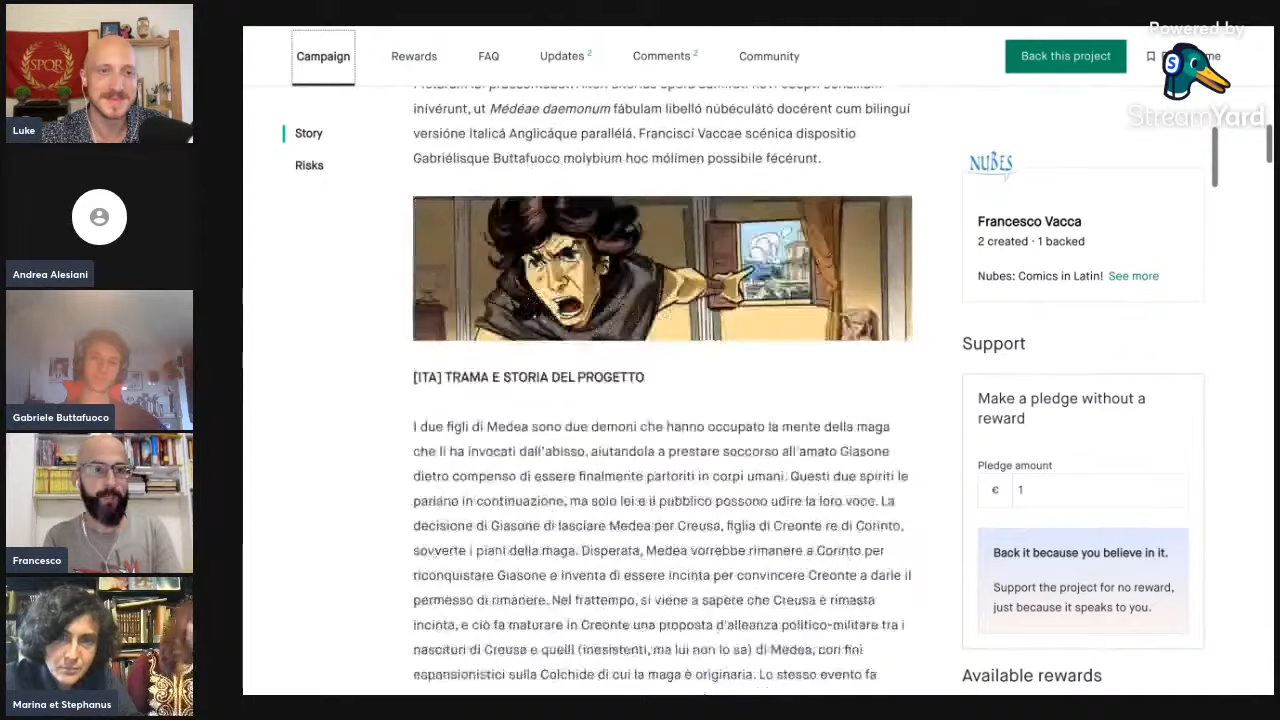 Powered by
StreamYard
SPQR
Luke
Andrea Alesiani
Gabriele Buttafuoco
Francesco
Marina et Stephanus
Campaign
Rewards
FAQ
Updates 2
Comments 2
Community
Back this project
Story
Risks
inívérunt, ut Médéae daemonum fábulam libelló núbéculátó docérent cum bilinguí
versióne Italicá Anglicáque parallélá. Franciscí Vaccae scénica dispositio
Gabriélisque Buttafuoco molybium hoc mólímen possibile fécérunt.
[ITA] TRAMA E STORIA DEL PROGETTO
I due figli di Medea sono due demoni che hanno occupato la mente della maga
che li ha invocati dall'abisso, aiutandola a prestare soccorso all'amato Giasone
dietro compenso di essere finalmente partoriti in corpi umani. Questi due spiriti le
parlano in continuazione, ma solo lei e il pubblico possono udire la loro voce. La
decisione di Giasone di lasciare Medea per Creusa, figlia di Creonte re di Corinto,
sovverte i piani della maga. Disperata, Medea vorrebbe rimanere a Corinto per
riconquistare Giasone e inventa di essere incinta per convincere Creonte a darle il
permesso di rimanere. Nel frattempo, si viene a sapere che Creusa è rimasta
incinta, e ciò fa maturare in Creonte una proposta d'alleanza politico-militare tra i
nascituri di Creusa e quelli (inesistenti, ma lui non lo sa) di Medea, con fini
espansionistici sulla Colchide di cui la maga è originaria. Lo stesso evento fa
NUBES
Francesco Vacca
2 created · 1 backed
Nubes: Comics in Latin! See more
Support
Make a pledge without a
reward
Pledge amount
€ 1
Back it because you believe in it.
Support the project for no reward,
just because it speaks to you.
Available rewards